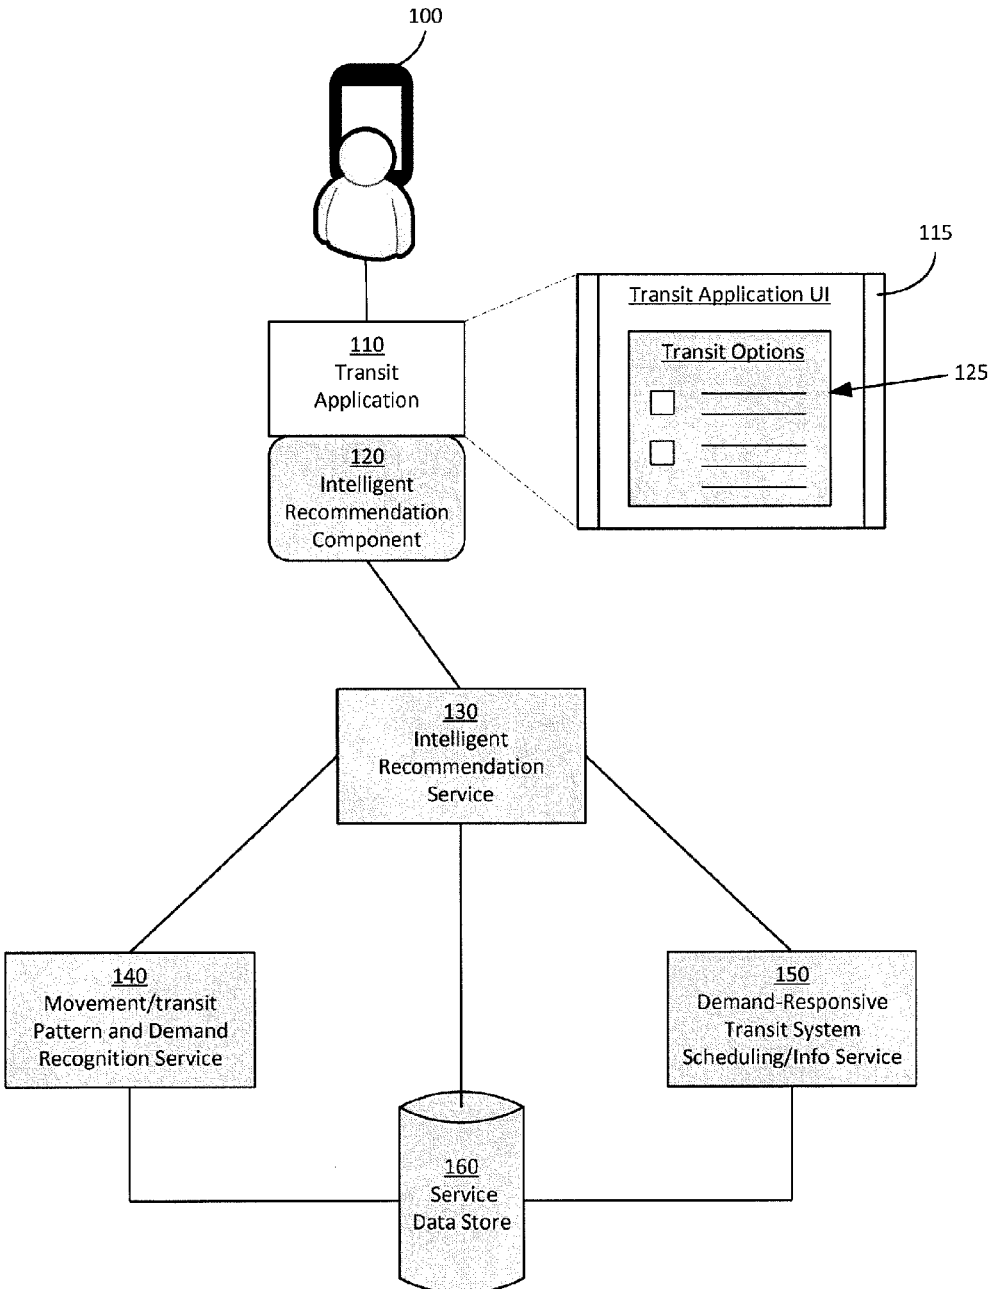 100
115
Transit Application UI
110
Transit
Application
Transit Options
125
120
Intelligent
Recommendation
Component
130
Intelligent
Recommendation
Service
140
Movement/transit
Pattern and Demand
Recognition Service
150
Demand-Responsive
Transit System
Scheduling/Info Service
160
Service
Data Store